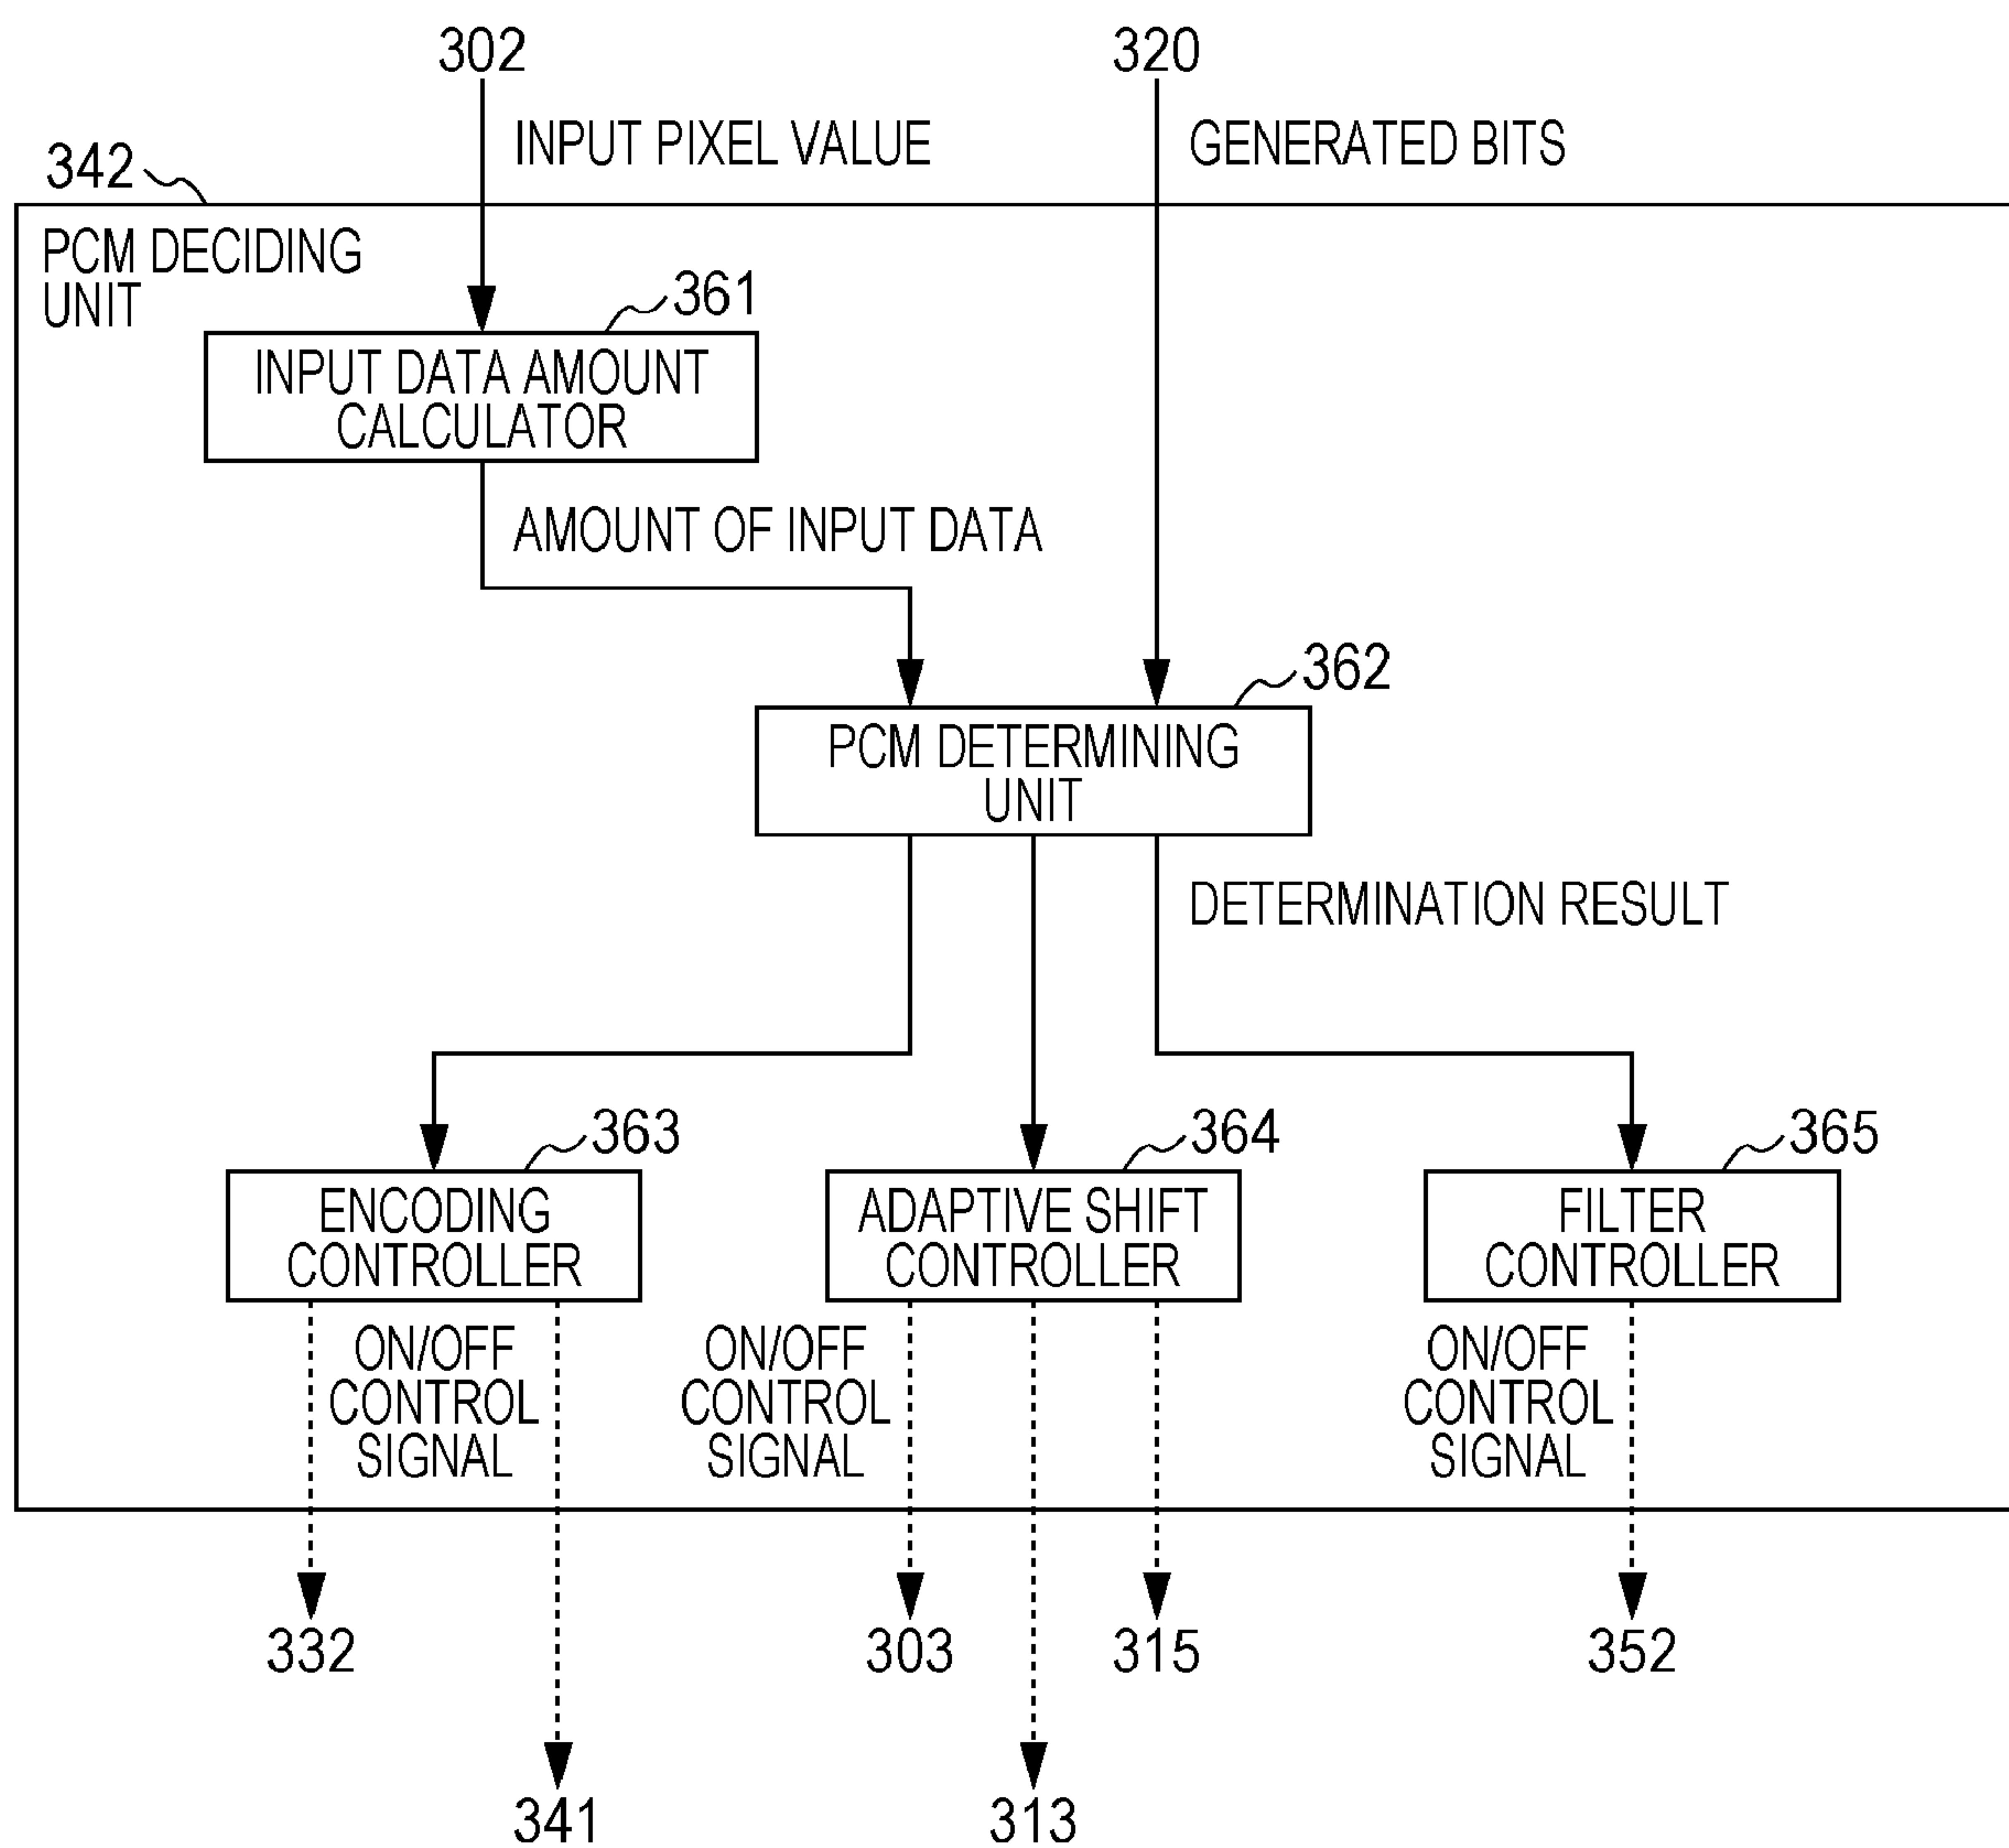 302
320
INPUT PIXEL VALUE
GENERATED BITS
342
PCM DECIDING
UNIT
361
INPUT DATA AMOUNT
CALCULATOR
AMOUNT OF INPUT DATA
362
PCM DETERMINING
UNIT
DETERMINATION RESULT
363
364
365
ENCODING
CONTROLLER
ADAPTIVE SHIFT
CONTROLLER
FILTER
CONTROLLER
ON/OFF
CONTROL
SIGNAL
ON/OFF
CONTROL
SIGNAL
ON/OFF
CONTROL
SIGNAL
332
303
315
352
341
313